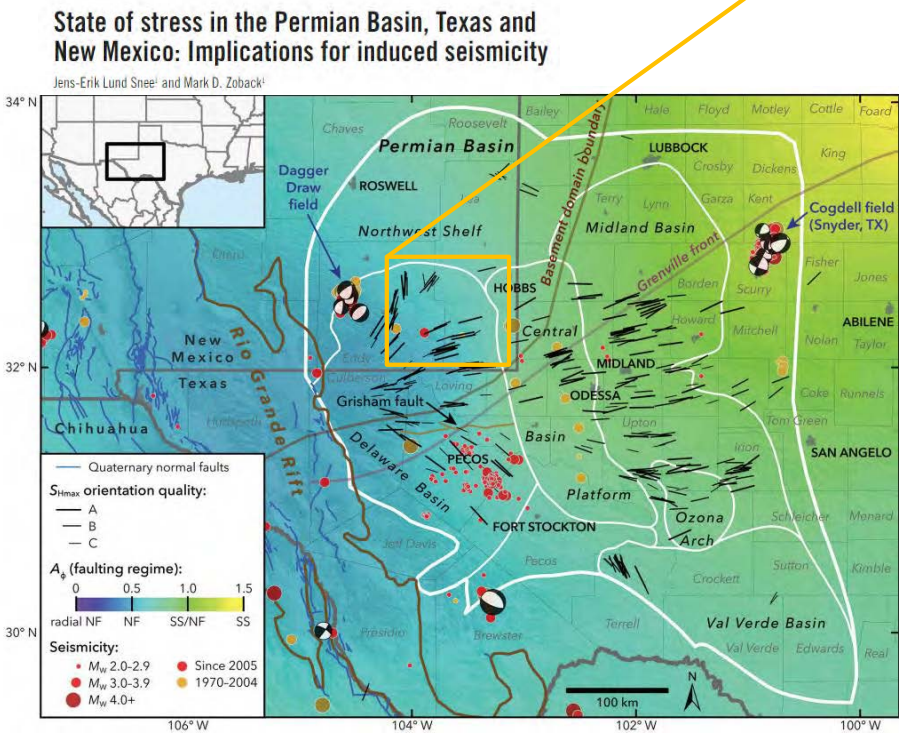 State of stress in the Permian Basin, Texas and
New Mexico: Implications for induced seismicity
Jens-Erik Lund Snee¹ and Mark D. Zoback¹
34° N
Bailey
Hale
Floyd
Motley
Cottle
Foard
Chaves
Roosevelt
Permian Basin
LUBBOCK
King
Crosby
Dickens
Dagger
Draw
field
ROSWELL
Basement domain boundary
Terry
Lynn
Garza
Kent
Cogdell field
(Snyder, TX)
Northwest Shelf
Midland Basin
Grenville front
Fisher
Jones
HOBBS
Borden
Scurry
Howard
Mitchell
ABILENE
Nolan
Taylor
Central
New
Mexico
Eddy
32° N
Texas
Culberson
Loving
MIDLAND
ODESSA
Coke
Runnels
Rio Grande Rift
Grisham fault
Hudspeth
Upton
Tom Green
Chihuahua
Basin
Irion
SAN ANGELO
Delaware Basin
PECOS
Platform
Quaternary normal faults
SHmax orientation quality:
A
B
C
FORT STOCKTON
Ozona
Arch
Schleicher
Menard
Jeff Davis
Pecos
Crockett
Sutton
Kimble
Aϕ (faulting regime):
0 0.5 1.0 1.5
radial NF NF SS/NF SS
30° N
Presidio
Brewster
Terrell
Val Verde Basin
Val Verde
Edwards
Real
Seismicity:
Mw 2.0-2.9
Mw 3.0-3.9
Mw 4.0+
Since 2005
1970-2004
100 km
N
106° W
104° W
102° W
100° W